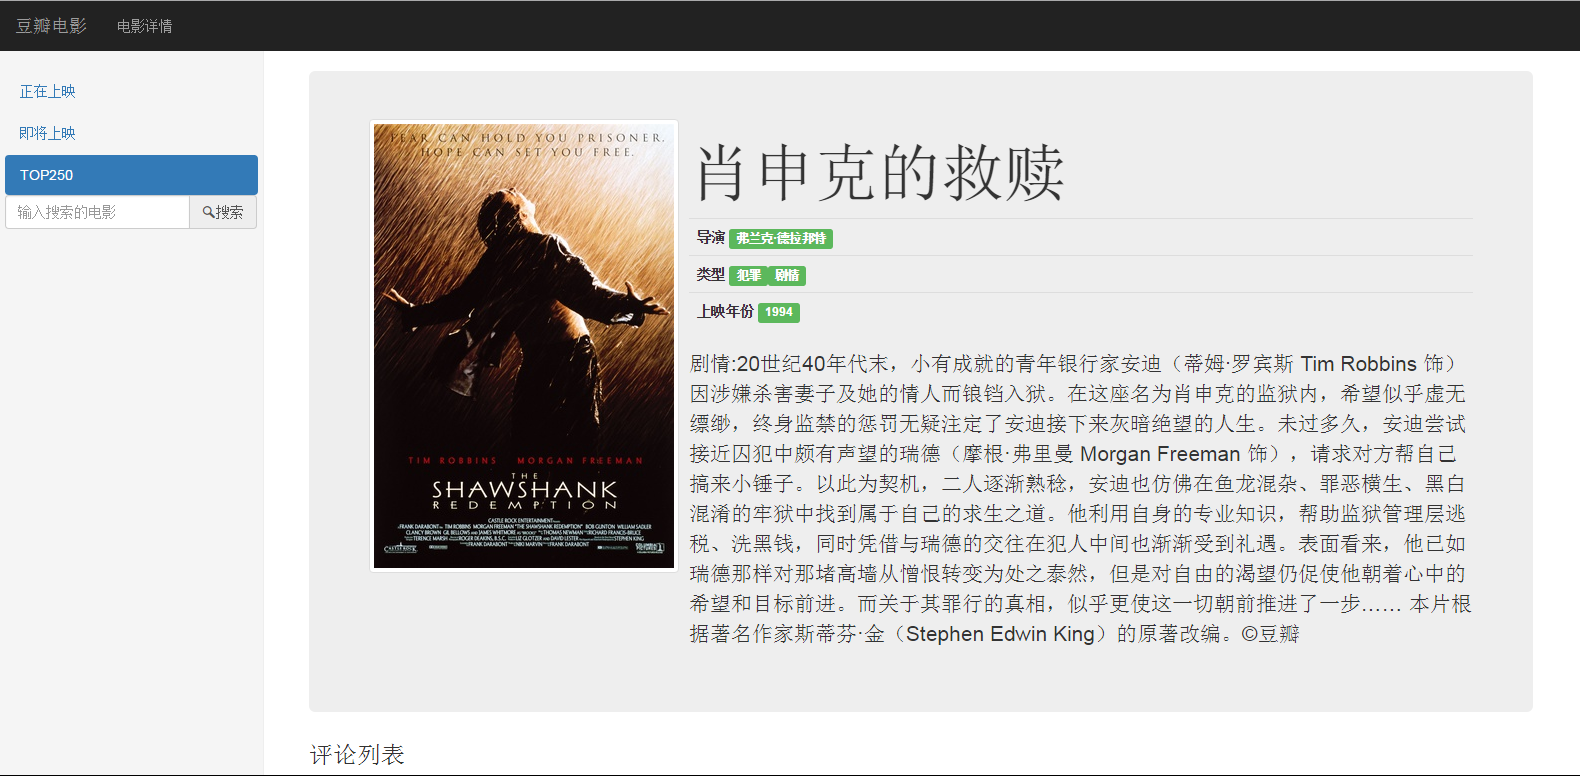 豆瓣电影 电影详情
正在上映
即将上映
TOP250
输入搜索的电影 搜索
FEAR CAN HOLD YOU PRISONER.
HOPE CAN SET YOU FREE.
TIM ROBBINS MORGAN FREEMAN
THE
SHAWSHANK
REDEMPTION
肖申克的救赎
导演 弗兰克·德拉邦特
类型 犯罪 剧情
上映年份 1994
剧情:20世纪40年代末，小有成就的青年银行家安迪（蒂姆·罗宾斯 Tim Robbins 饰）
因涉嫌杀害妻子及她的情人而锒铛入狱。在这座名为肖申克的监狱内，希望似乎虚无
缥缈，终身监禁的惩罚无疑注定了安迪接下来灰暗绝望的人生。未过多久，安迪尝试
接近囚犯中颇有声望的瑞德（摩根·弗里曼 Morgan Freeman 饰），请求对方帮自己
搞来小锤子。以此为契机，二人逐渐熟稔，安迪也仿佛在鱼龙混杂、罪恶横生、黑白
混淆的牢狱中找到属于自己的求生之道。他利用自身的专业知识，帮助监狱管理层逃
税、洗黑钱，同时凭借与瑞德的交往在犯人中间也渐渐受到礼遇。表面看来，他已如
瑞德那样对那堵高墙从憎恨转变为处之泰然，但是对自由的渴望仍促使他朝着心中的
希望和目标前进。而关于其罪行的真相，似乎更使这一切朝前推进了一步…… 本片根
据著名作家斯蒂芬·金（Stephen Edwin King）的原著改编。©豆瓣
评论列表